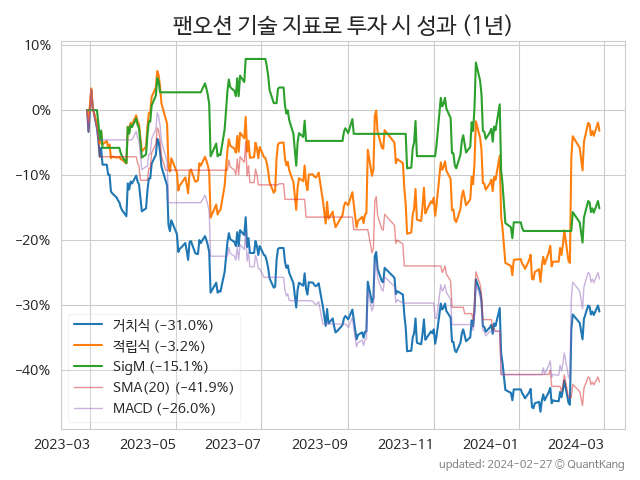 팬오션 기술 지표로 투자 시 성과 (1년)
10%
0%
−10%
−20%
−30%
−40%
거치식 (−31.0%)
적립식 (−3.2%)
SigM (−15.1%)
SMA(20) (−41.9%)
MACD (−26.0%)
2023−03
2023−05
2023−07
2023−09
2023−11
2024−01
2024−03
updated: 2024−02−27 © QuantKang